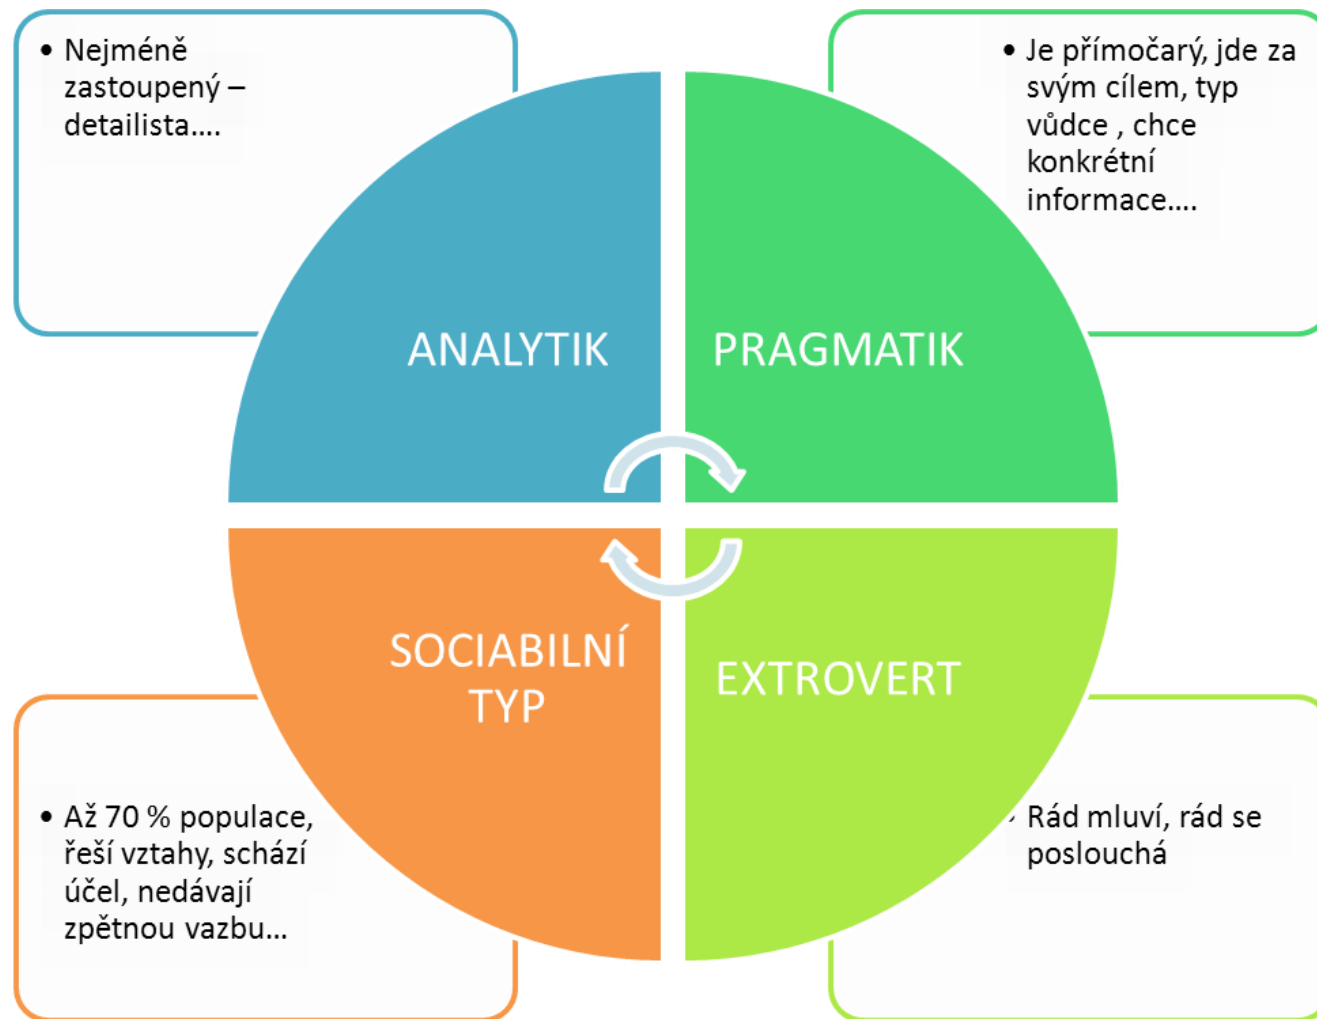 • Nejméně
zastoupený –
detailista....
• Je přímočarý, jde za
svým cílem, typ
vůdce , chce
konkrétní
informace....
ANALYTIK
PRAGMATIK
SOCIABILNÍ
TYP
EXTROVERT
• Až 70 % populace,
řeší vztahy, schází
účel, nedávají
zpětnou vazbu...
• Rád mluví, rád se
poslouchá